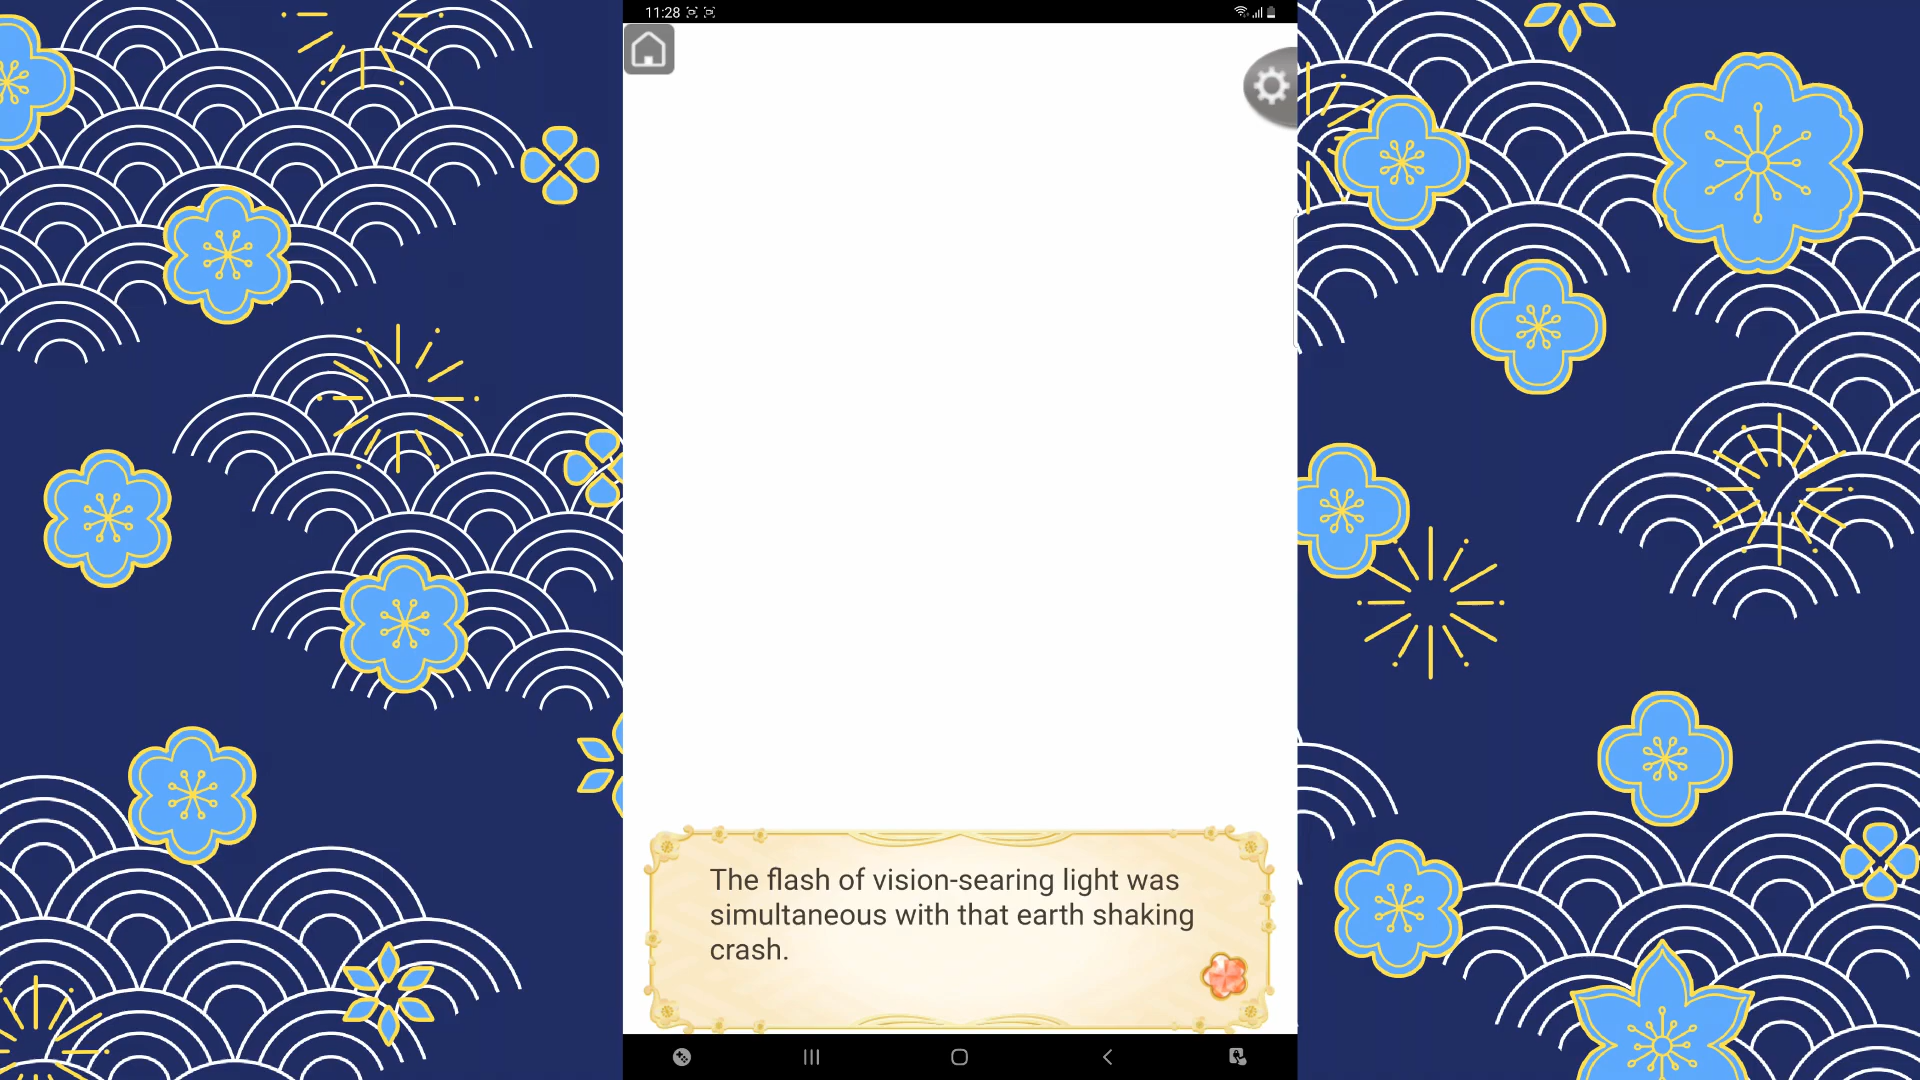 11:28
The flash of vision-searing light was
simultaneous with that earth shaking
crash.